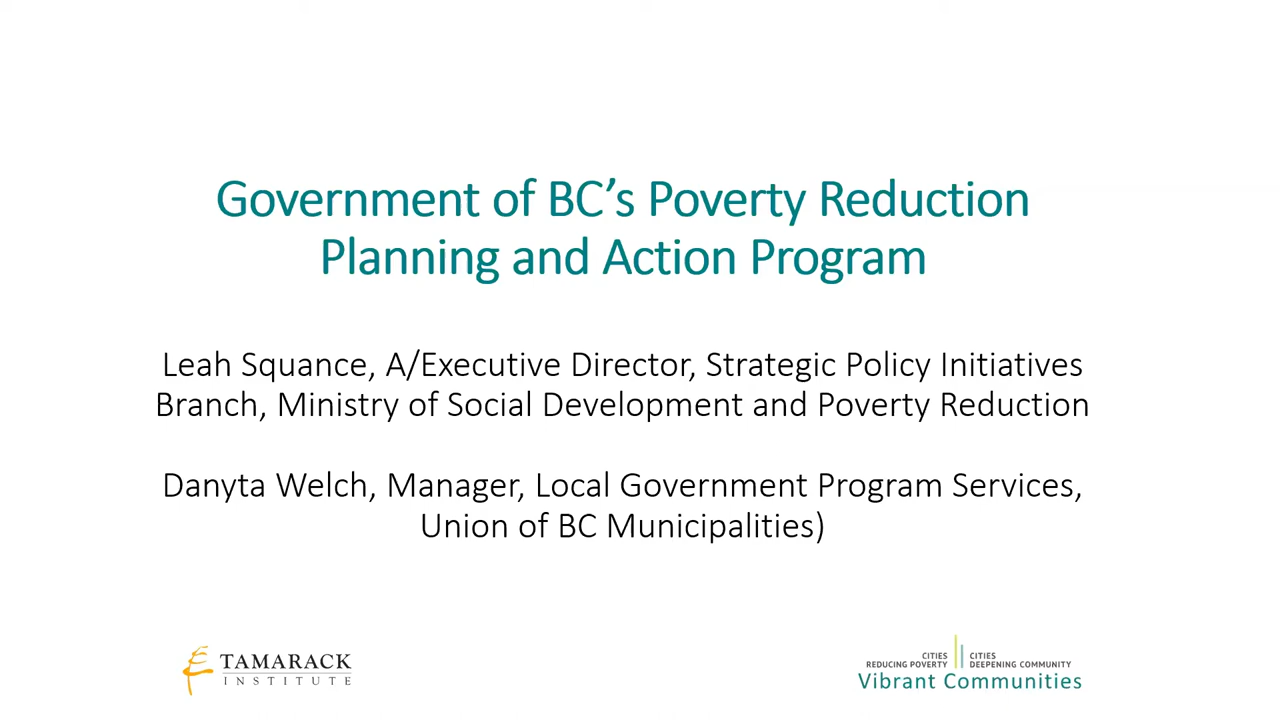 Government of BC’s Poverty Reduction
Planning and Action Program
Leah Squance, A/Executive Director, Strategic Policy Initiatives
Branch, Ministry of Social Development and Poverty Reduction
Danyta Welch, Manager, Local Government Program Services,
Union of BC Municipalities)
TAMARACK
INSTITUTE
CITIES
REDUCING POVERTY
CITIES
DEEPENING COMMUNITY
Vibrant Communities